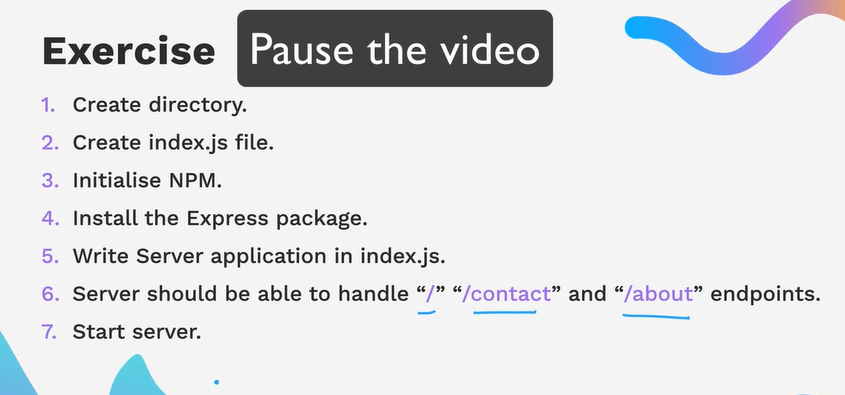 Exercise Pause the video
1. Create directory.
2. Create index.js file.
3. Initialise NPM.
4. Install the Express package.
5. Write Server application in index.js.
6. Server should be able to handle “/” “/contact” and “/about” endpoints.
7. Start server.